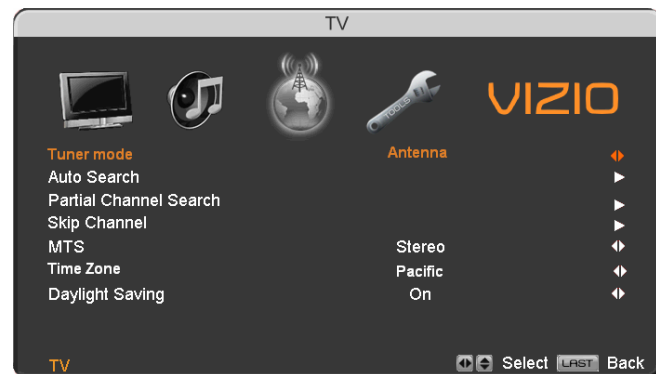 TV
TOOLS
VIZIO
Tuner mode Antenna
Auto Search
Partial Channel Search
Skip Channel
MTS Stereo
Time Zone Pacific
Daylight Saving On
TV Select LAST Back